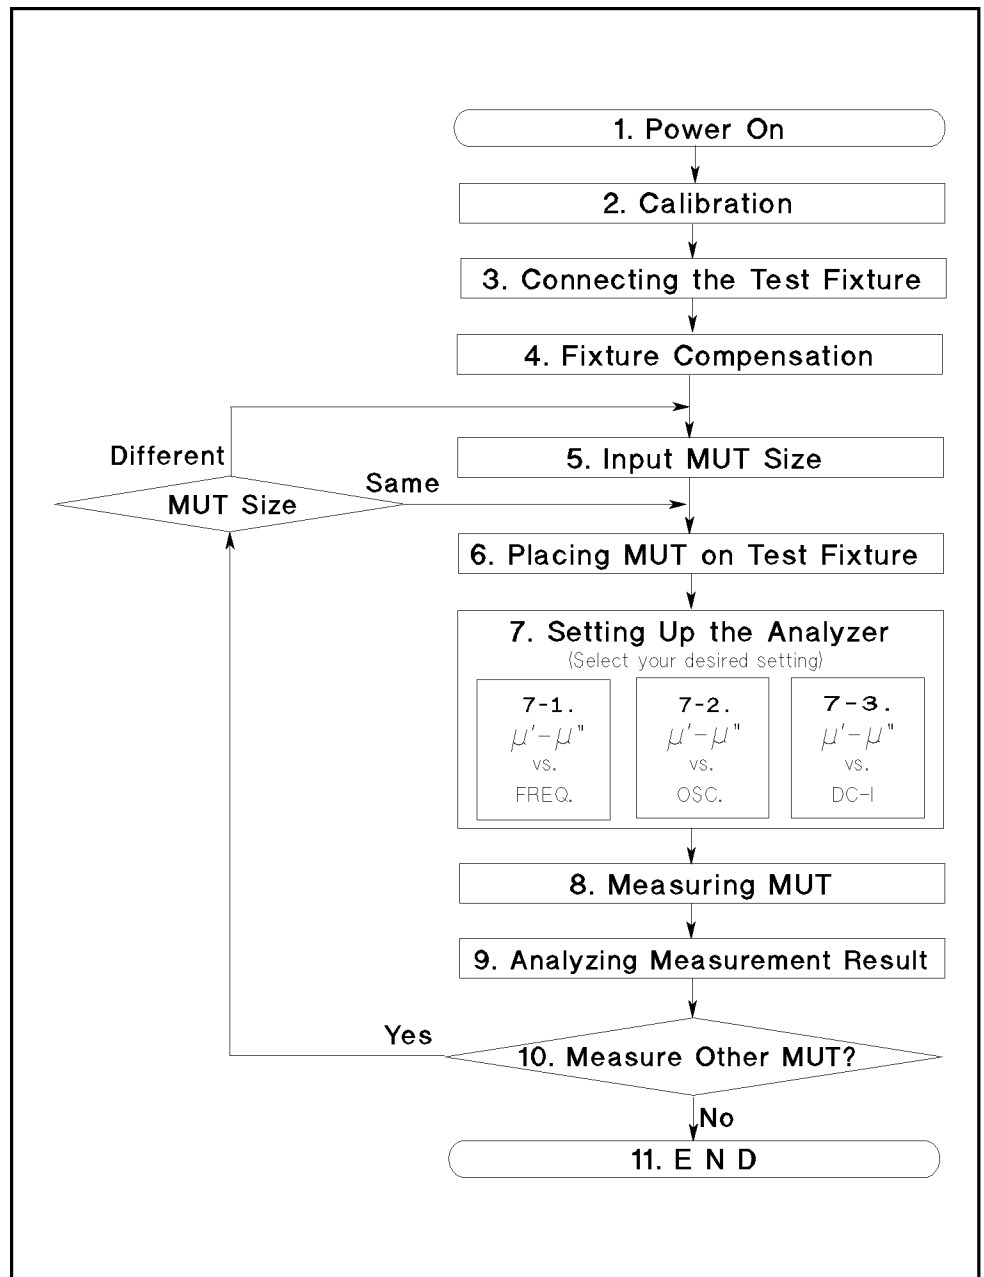 1. Power On
2. Calibration
3. Connecting the Test Fixture
4. Fixture Compensation
Different
5. Input MUT Size
Same
MUT Size
6. Placing MUT on Test Fixture
7. Setting Up the Analyzer
(Select your desired setting)
7-1.
μ'-μ"
vs.
FREQ.
7-2.
μ'-μ"
vs.
OSC.
7-3.
μ'-μ"
vs.
DC-I
8. Measuring MUT
9. Analyzing Measurement Result
Yes
10. Measure Other MUT?
No
11. E N D